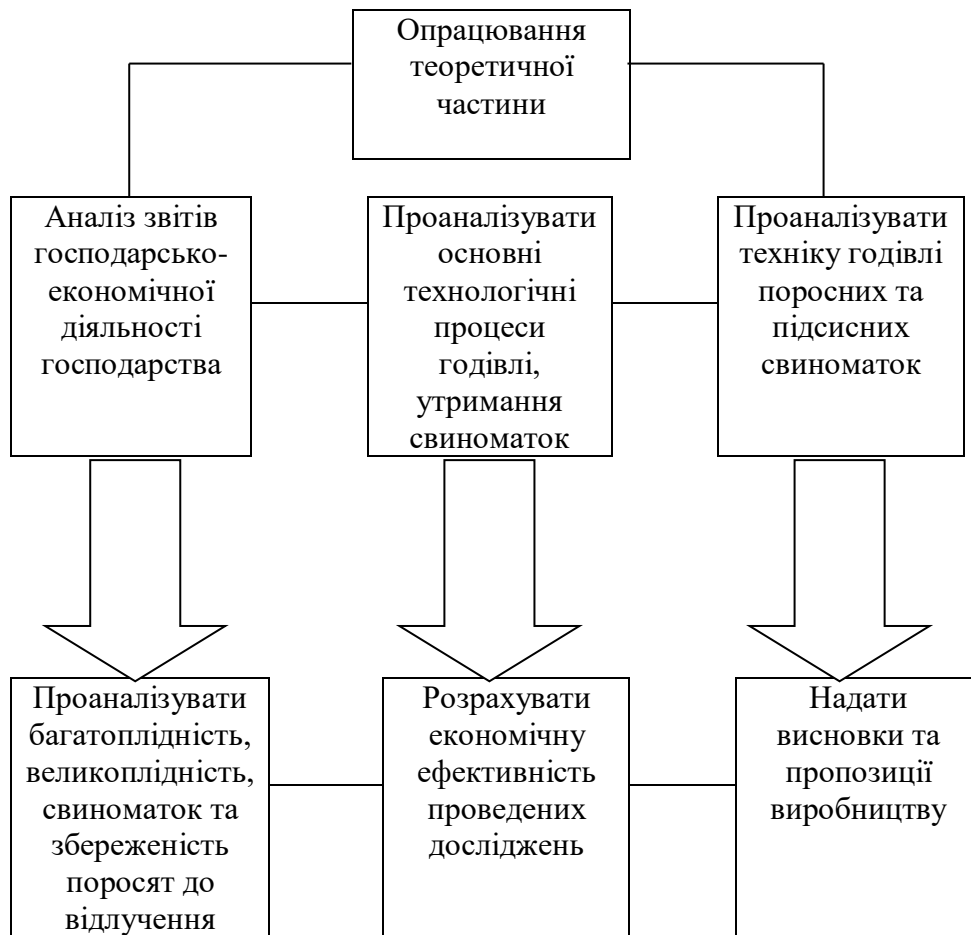 Опрацювання
теоретичної
частини
Аналіз звітів
господарсько-
економічної
діяльності
господарства
Проаналізувати
основні
технологічні
процеси
годівлі,
утримання
свиноматок
Проаналізувати
техніку годівлі
поросних та
підсисних
свиноматок
Проаналізувати
багатоплідність,
великоплідність,
свиноматок та
збереженість
поросят до
відлучення
Розрахувати
економічну
ефективність
проведених
досліджень
Надати
висновки та
пропозиції
виробництву